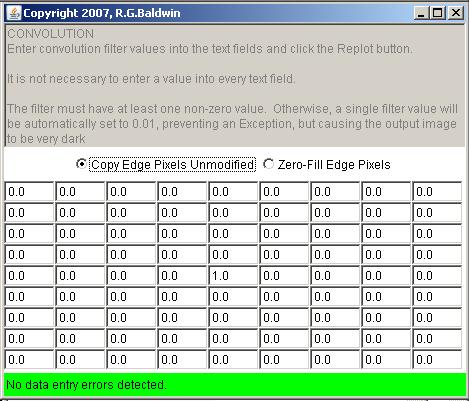 Copyright 2007, R.G.Baldwin
CONVOLUTION
Enter convolution filter values into the text fields and click the Replot button.
It is not necessary to enter a value into every text field.
The filter must have at least one non-zero value.  Otherwise, a single filter value will
be automatically set to 0.01, preventing an Exception, but causing the output image
to be very dark
Copy Edge Pixels Unmodified Zero-Fill Edge Pixels
0.0 0.0 0.0 0.0 0.0 0.0 0.0 0.0 0.0
0.0 0.0 0.0 0.0 0.0 0.0 0.0 0.0 0.0
0.0 0.0 0.0 0.0 0.0 0.0 0.0 0.0 0.0
0.0 0.0 0.0 0.0 0.0 0.0 0.0 0.0 0.0
0.0 0.0 0.0 0.0 1.0 0.0 0.0 0.0 0.0
0.0 0.0 0.0 0.0 0.0 0.0 0.0 0.0 0.0
0.0 0.0 0.0 0.0 0.0 0.0 0.0 0.0 0.0
0.0 0.0 0.0 0.0 0.0 0.0 0.0 0.0 0.0
0.0 0.0 0.0 0.0 0.0 0.0 0.0 0.0 0.0
No data entry errors detected.